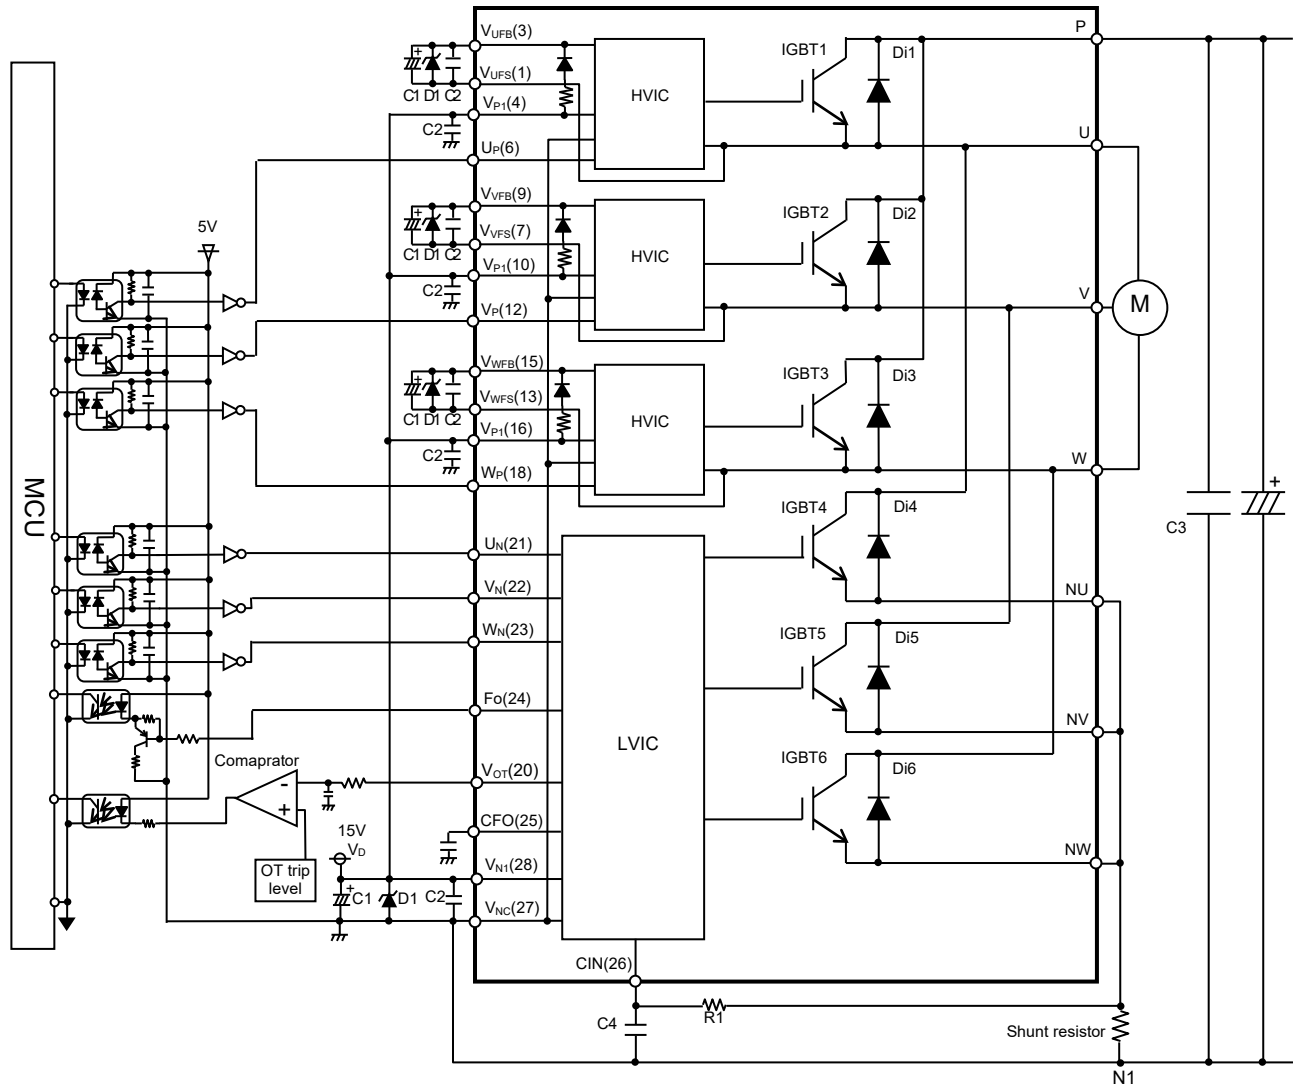 VUFB(3)
P
IGBT1
Di1
VUFS(1)
C1 D1 C2
HVIC
VP1(4)
C2
U
UP(6)
VVFB(9)
IGBT2
Di2
5V
VVFS(7)
C1 D1 C2
HVIC
VP1(10)
C2
V
M
VP(12)
VWFB(15)
IGBT3
Di3
VWFS(13)
C1 D1 C2
HVIC
VP1(16)
C2
W
WP(18)
MCU
+
IGBT4
Di4
C3
UN(21)
VN(22)
NU
WN(23)
IGBT5
Di5
Fo(24)
NV
LVIC
Comaprator
IGBT6
Di6
VOT(20)
-
+
CFO(25)
15V
VD
NW
OT trip
level
VN1(28)
+
C1
D1
C2
VNC(27)
CIN(26)
R1
C4
Shunt resistor
N1